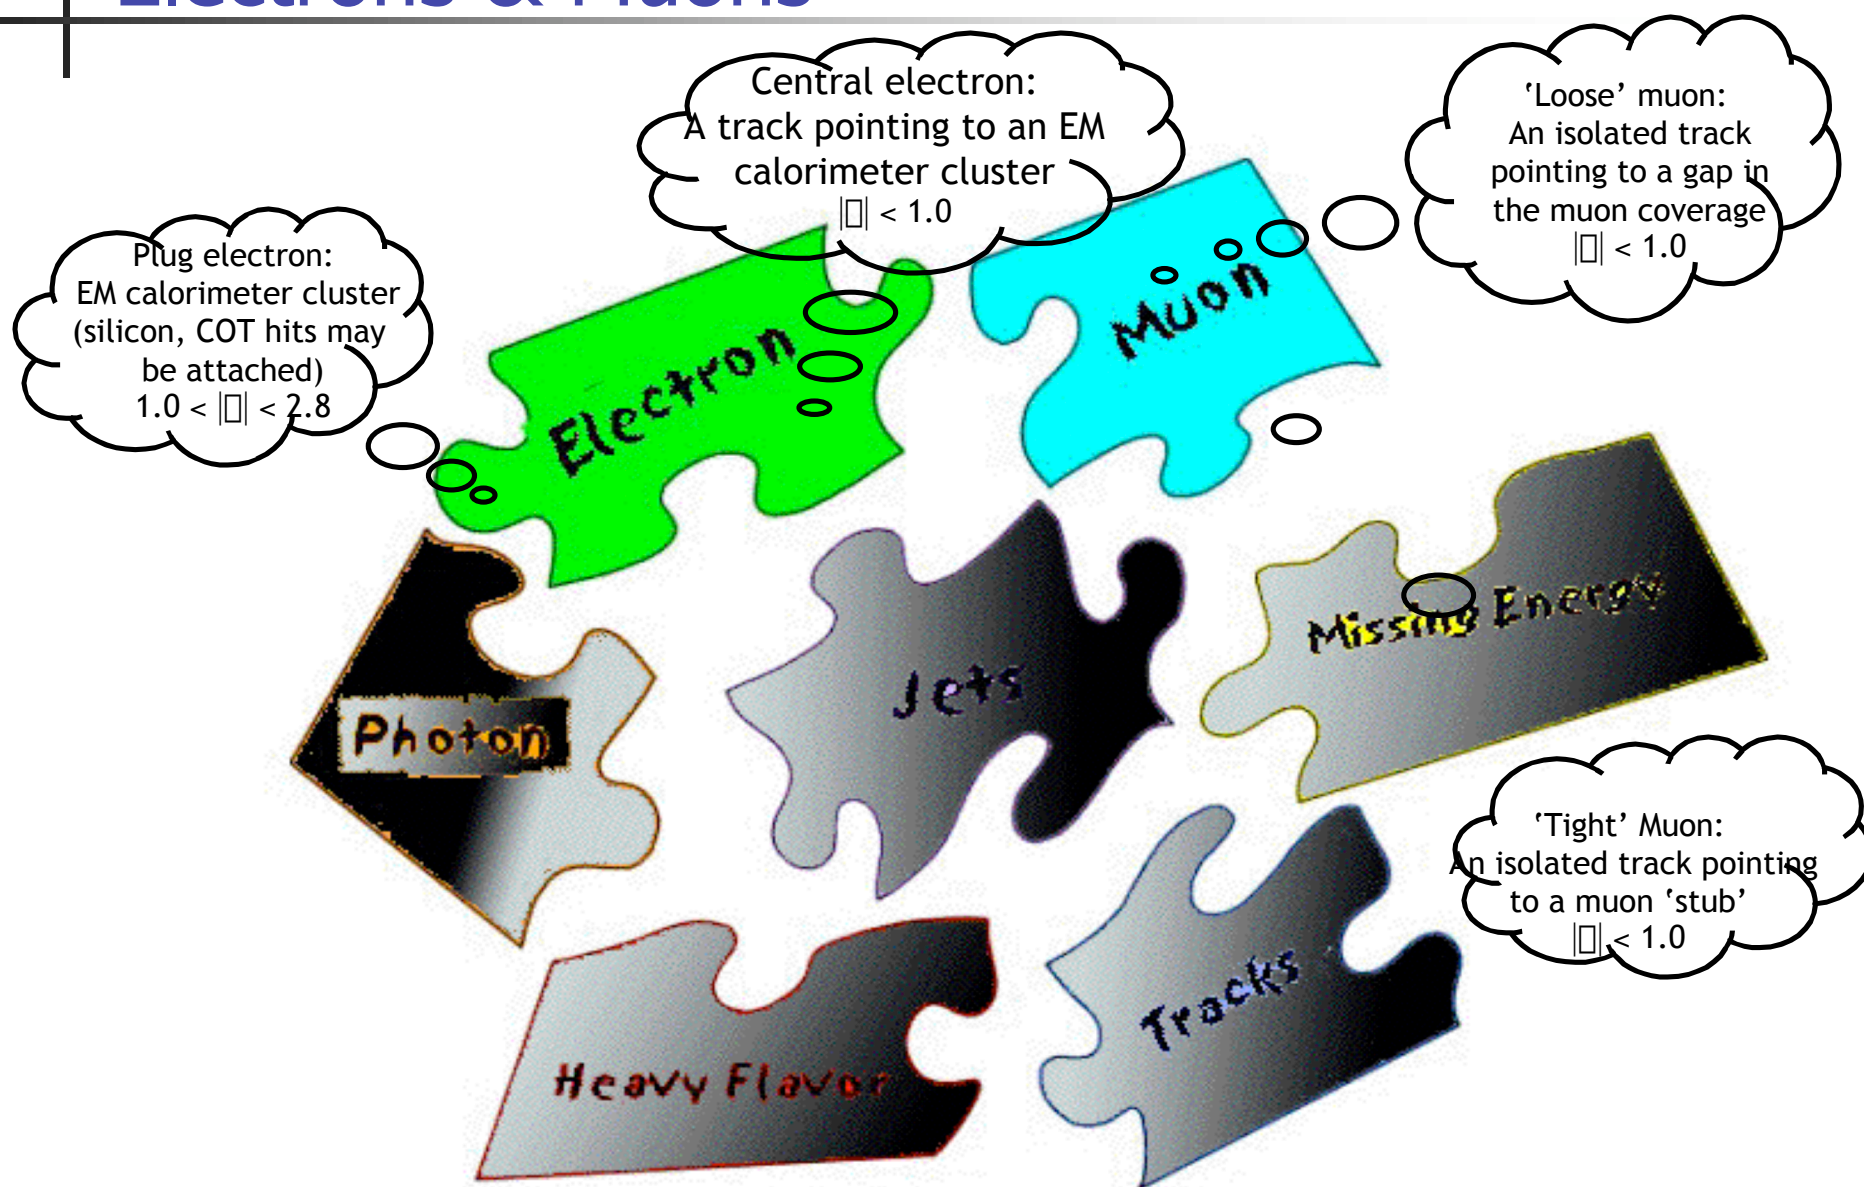 Electrons & Muons
Central electron:
A track pointing to an EM
calorimeter cluster
|▯| < 1.0
‘Loose’ muon:
An isolated track
pointing to a gap in
the muon coverage
|▯| < 1.0
Plug electron:
EM calorimeter cluster
(silicon, COT hits may
be attached)
1.0 < |▯| < 2.8
Electron
Muon
Missing Energy
Jets
Photon
‘Tight’ Muon:
An isolated track pointing
to a muon ‘stub’
|▯| < 1.0
Tracks
Heavy Flavor